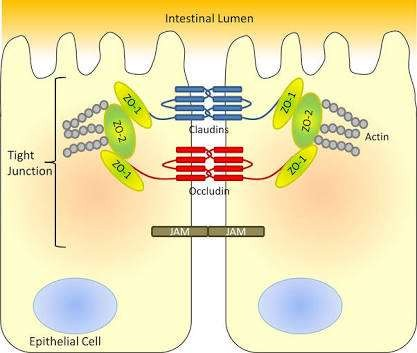 Intestinal Lumen
ZO-1
ZO-1
ZO-2
ZO-2
Claudins
Actin
Tight
Junction
ZO-1
ZO-1
Occludin
JAM
JAM
Epithelial Cell